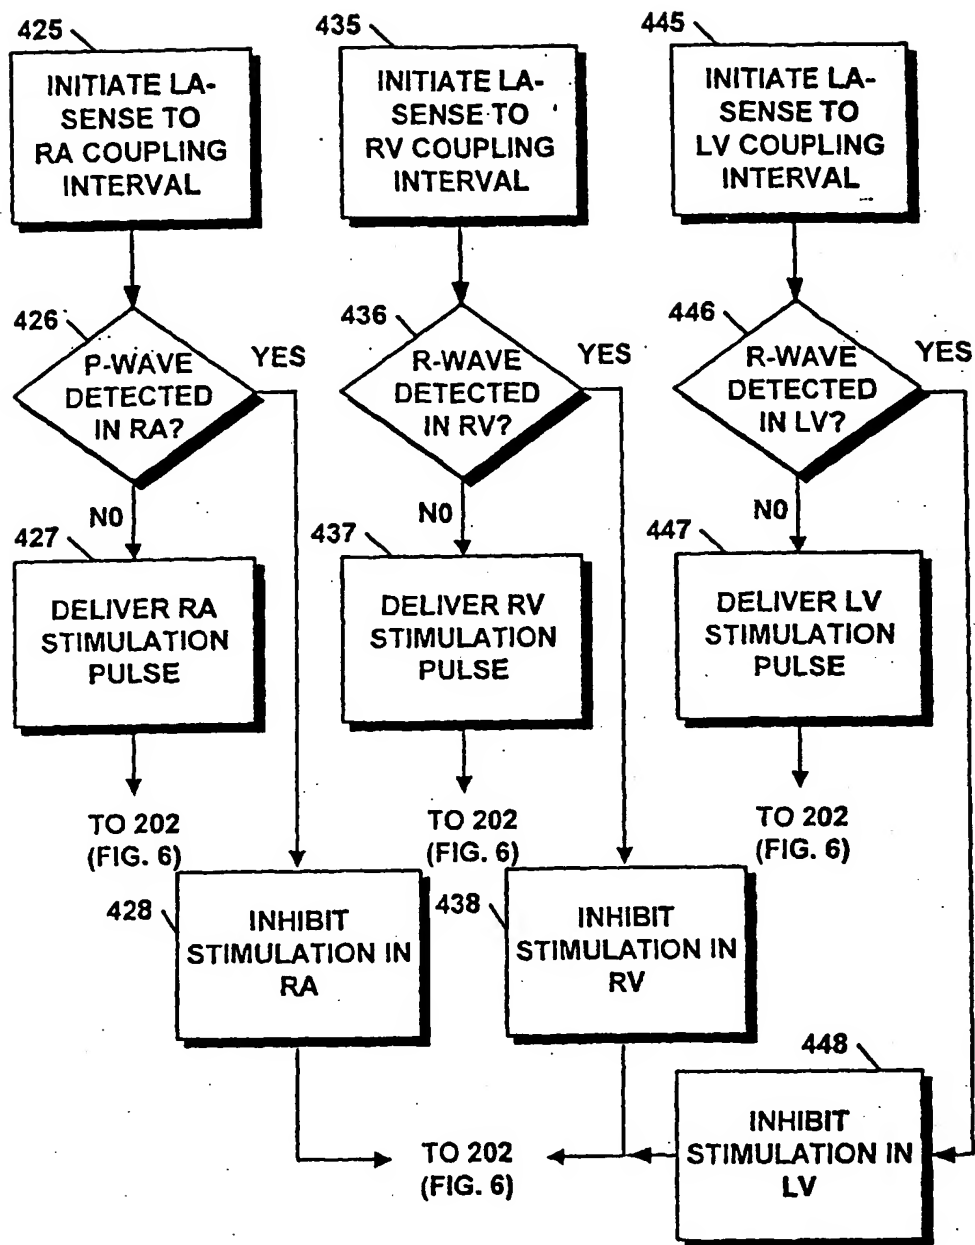 425
INITIATE LA-
SENSE TO
RA COUPLING
INTERVAL
435
INITIATE LA-
SENSE TO
RV COUPLING
INTERVAL
445
INITIATE LA-
SENSE TO
LV COUPLING
INTERVAL
426
P-WAVE
DETECTED
IN RA?
YES
NO
436
R-WAVE
DETECTED
IN RV?
YES
NO
446
R-WAVE
DETECTED
IN LV?
YES
NO
427
DELIVER RA
STIMULATION
PULSE
437
DELIVER RV
STIMULATION
PULSE
447
DELIVER LV
STIMULATION
PULSE
TO 202
(FIG. 6)
TO 202
(FIG. 6)
TO 202
(FIG. 6)
428
INHIBIT
STIMULATION IN
RA
438
INHIBIT
STIMULATION IN
RV
448
INHIBIT
STIMULATION IN
LV
TO 202
(FIG. 6)